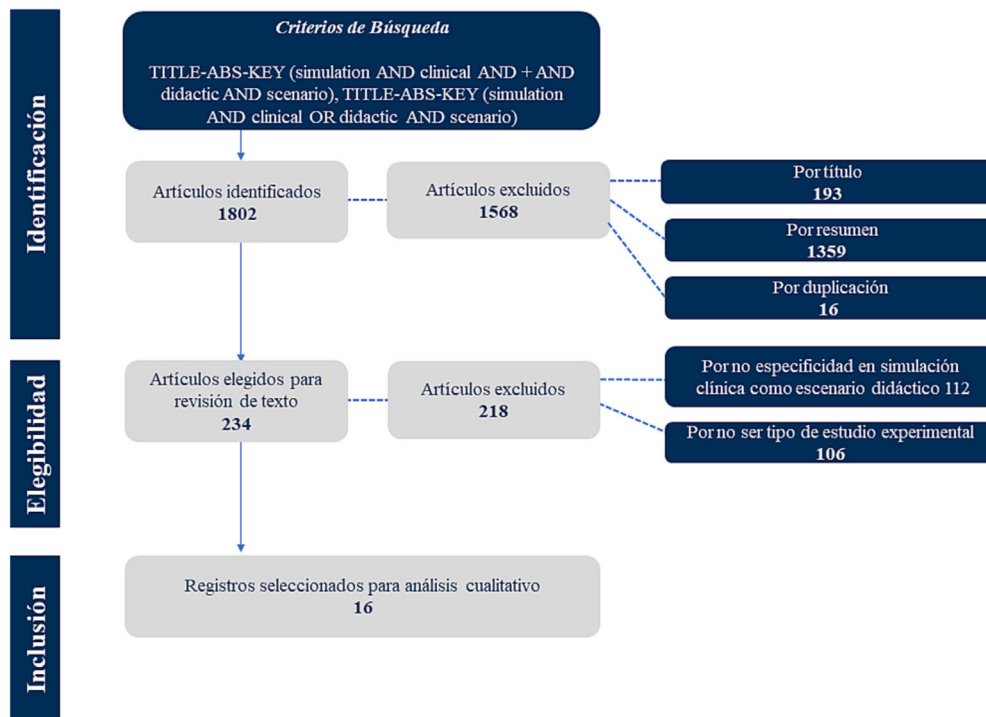 Identificación
Criterios de Búsqueda
TITLE-ABS-KEY (simulation AND clinical AND + AND
didactic AND scenario), TITLE-ABS-KEY (simulation
AND clinical OR didactic AND scenario)
Artículos identificados
1802
Artículos excluidos
1568
Por título
193
Por resumen
1359
Por duplicación
16
Elegibilidad
Artículos elegidos para
revisión de texto
234
Artículos excluidos
218
Por no especificidad en simulación
clínica como escenario didáctico 112
Por no ser tipo de estudio experimental
106
Inclusión
Registros seleccionados para análisis cualitativo
16